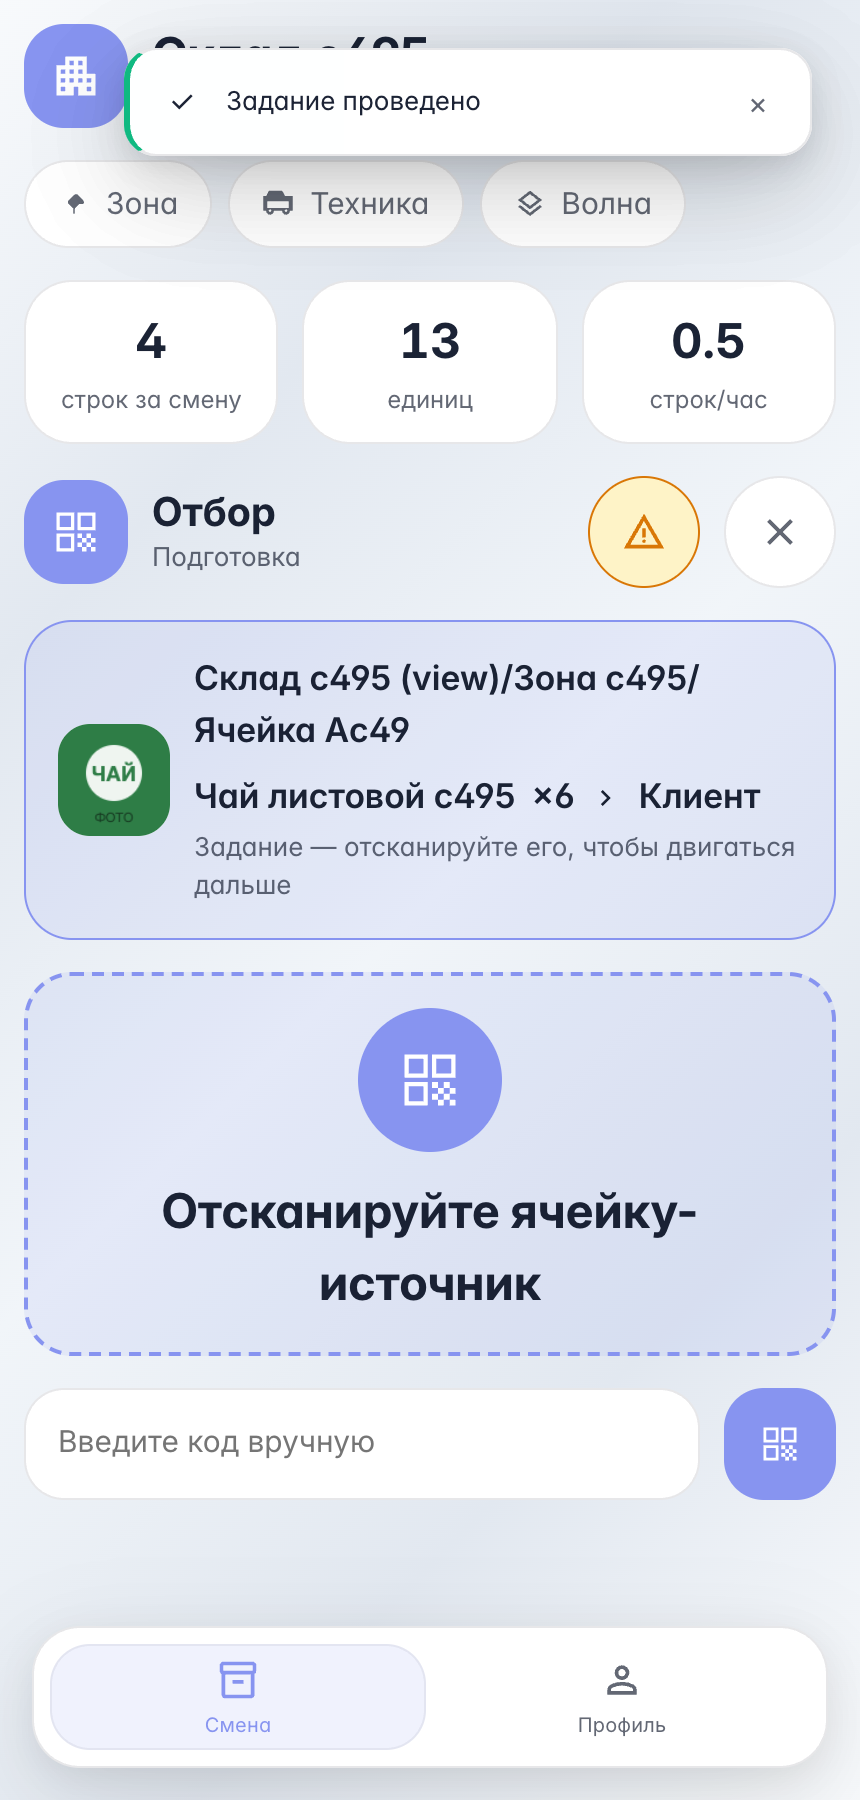 Задание проведено
Зона
Техника
Волна
4
строк за смену
13
единиц
0.5
строк/час
Отбор
Подготовка
Склад с495 (view)/Зона с495/
Ячейка Ас49
ЧАЙ
ФОТО
Чай листовой с495 ×6 › Клиент
Задание — отсканируйте его, чтобы двигаться
дальше
Отсканируйте ячейку-
источник
Введите код вручную
Смена
Профиль